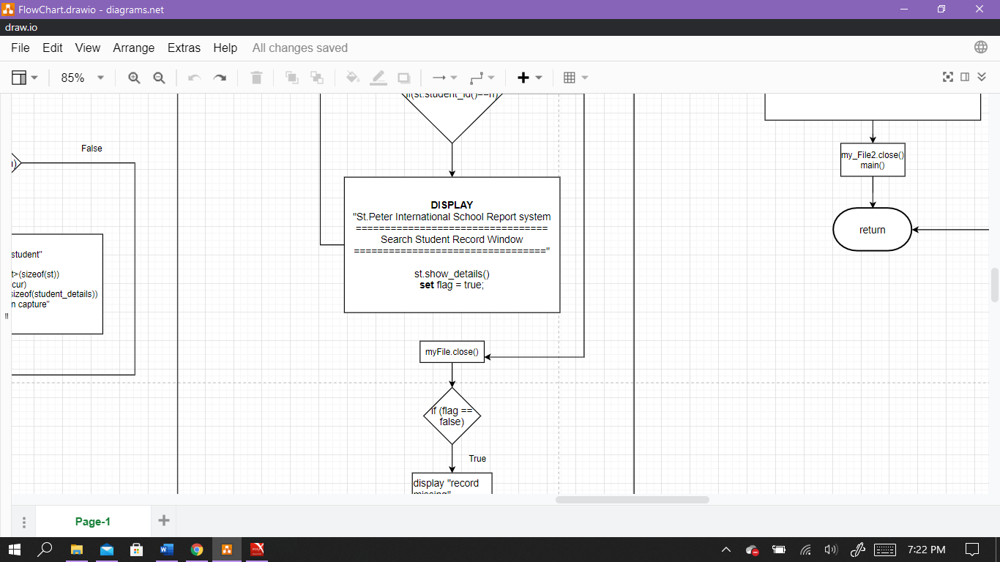 FlowChart.drawio - diagrams.net
draw.io
File Edit View Arrange Extras Help All changes saved
85%
if(st.student_id()==n)
False
my_File2.close()
main()
DISPLAY
"St.Peter International School Report system
=================================
Search Student Record Window
================================="
st.show_details()
set flag = true;
return
student"
t>(sizeof(st))
cur)
sizeof(student_details))
n capture"
myFile.close()
if (flag ==
false)
True
display "record
missing"
Page-1
7:22 PM